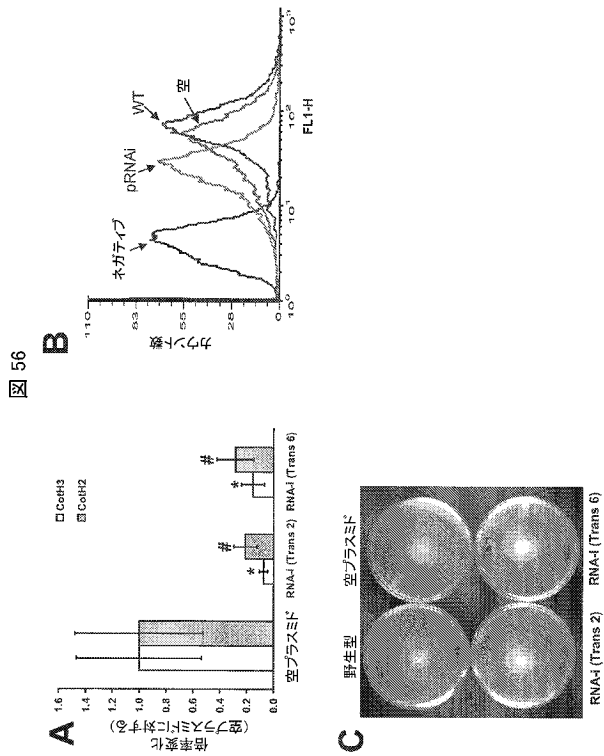 図 56
A
倍率変化
(空プラスミドに対する)
1.6
1.4
1.2
1.0
0.8
0.6
0.4
0.2
0.0
CotH3
CotH2
*
#
*
#
空プラスミド
RNA-i (Trans 2)
RNA-i (Trans 6)
B
カウント数
110
83
55
28
0
ネガティブ
pRNAi
WT
空
10⁰
10¹
10²
10³
FL1-H
C
野生型
空プラスミド
RNA-i (Trans 2)
RNA-i (Trans 6)